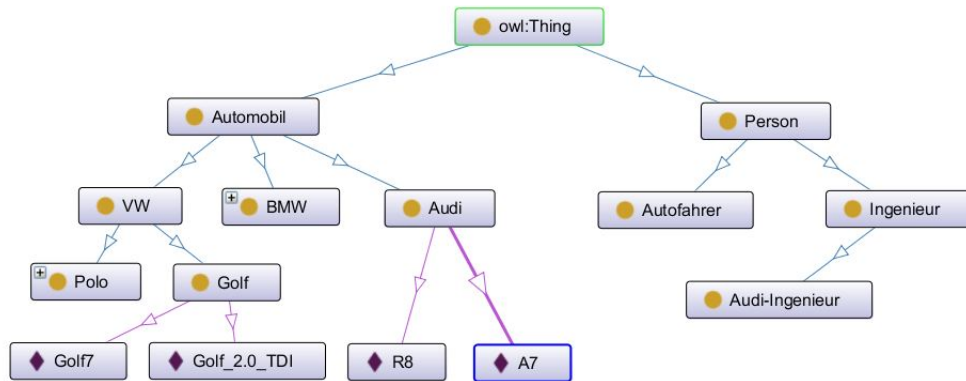 owl:Thing
Automobil
Person
VW
BMW
Audi
Autofahrer
Ingenieur
Polo
Golf
Audi-Ingenieur
Golf7
Golf_2.0_TDI
R8
A7